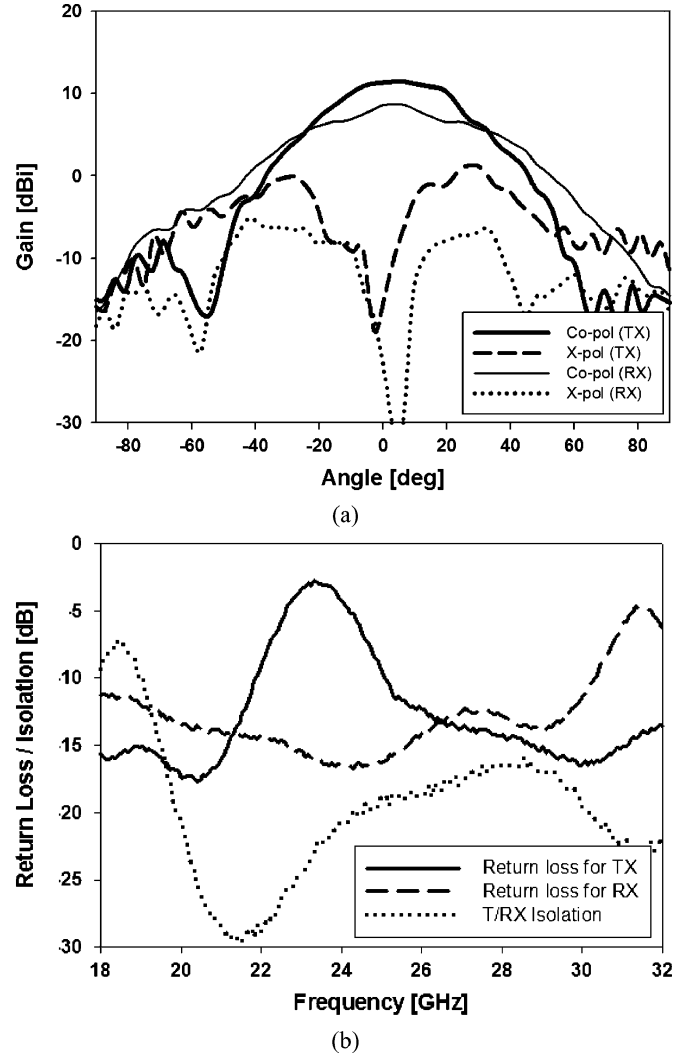 20
10
0
-10
-20
-30
Gain [dBi]
Co-pol (TX)
X-pol (TX)
Co-pol (RX)
X-pol (RX)
-80 -60 -40 -20 0 20 40 60 80
Angle [deg]
(a)
0
-5
-10
-15
-20
-25
-30
Return Loss / Isolation [dB]
Return loss for TX
Return loss for RX
T/RX Isolation
18 20 22 24 26 28 30 32
Frequency [GHz]
(b)